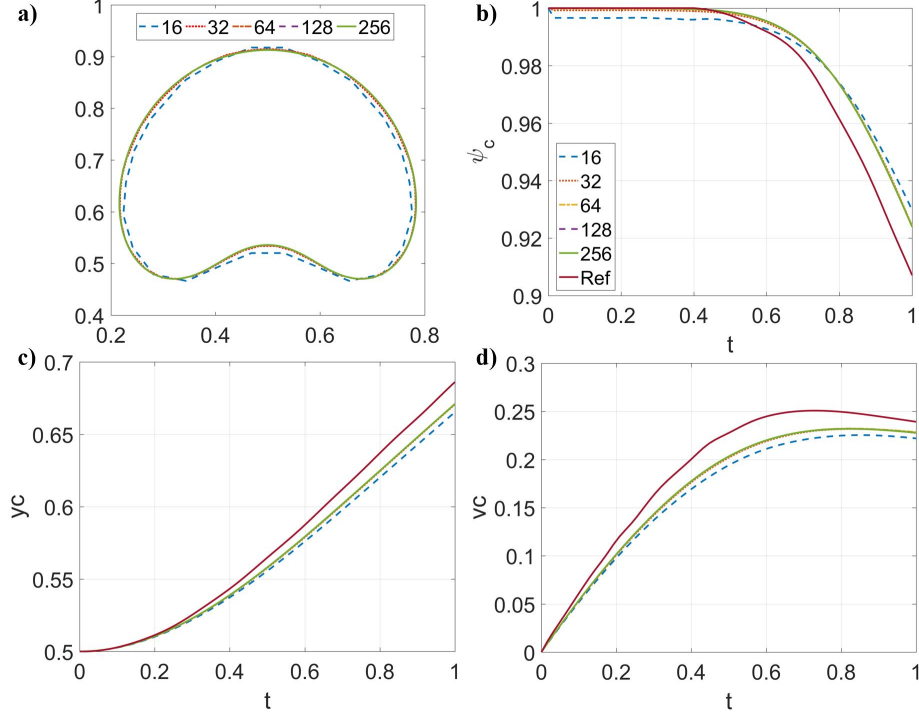 a)
16 32 64 128 256
1
0.9
0.8
0.7
0.6
0.5
0.4
0.2 0.4 0.6 0.8
b)
1
0.98
0.96
0.94
0.92
0.9
ψc
16
32
64
128
256
Ref
0 0.2 0.4 0.6 0.8 1
t
c)
0.7
0.65
0.6
0.55
0.5
yc
0 0.2 0.4 0.6 0.8 1
t
d)
0.3
0.25
0.2
0.15
0.1
0.05
0
vc
0 0.2 0.4 0.6 0.8 1
t